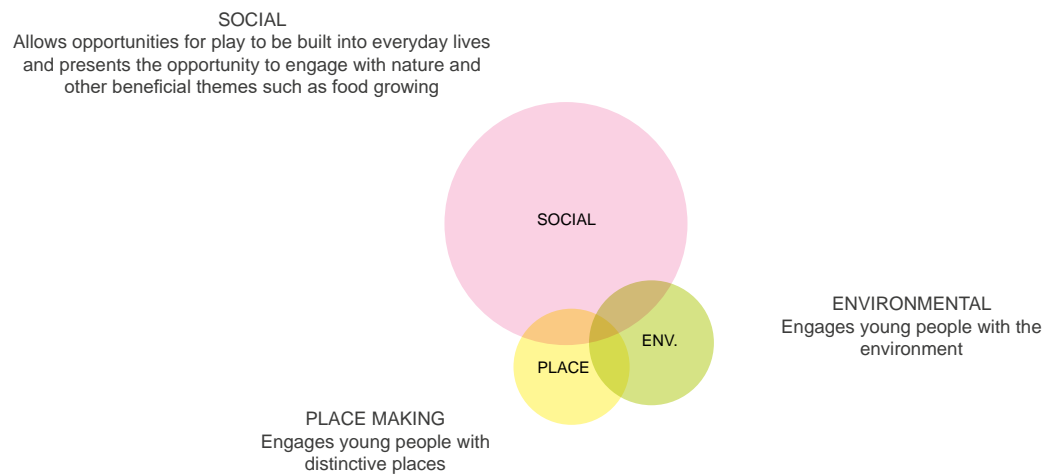 SOCIAL
Allows opportunities for play to be built into everyday lives
and presents the opportunity to engage with nature and
other beneficial themes such as food growing
SOCIAL
ENV.
PLACE
ENVIRONMENTAL
Engages young people with the
environment
PLACE MAKING
Engages young people with
distinctive places